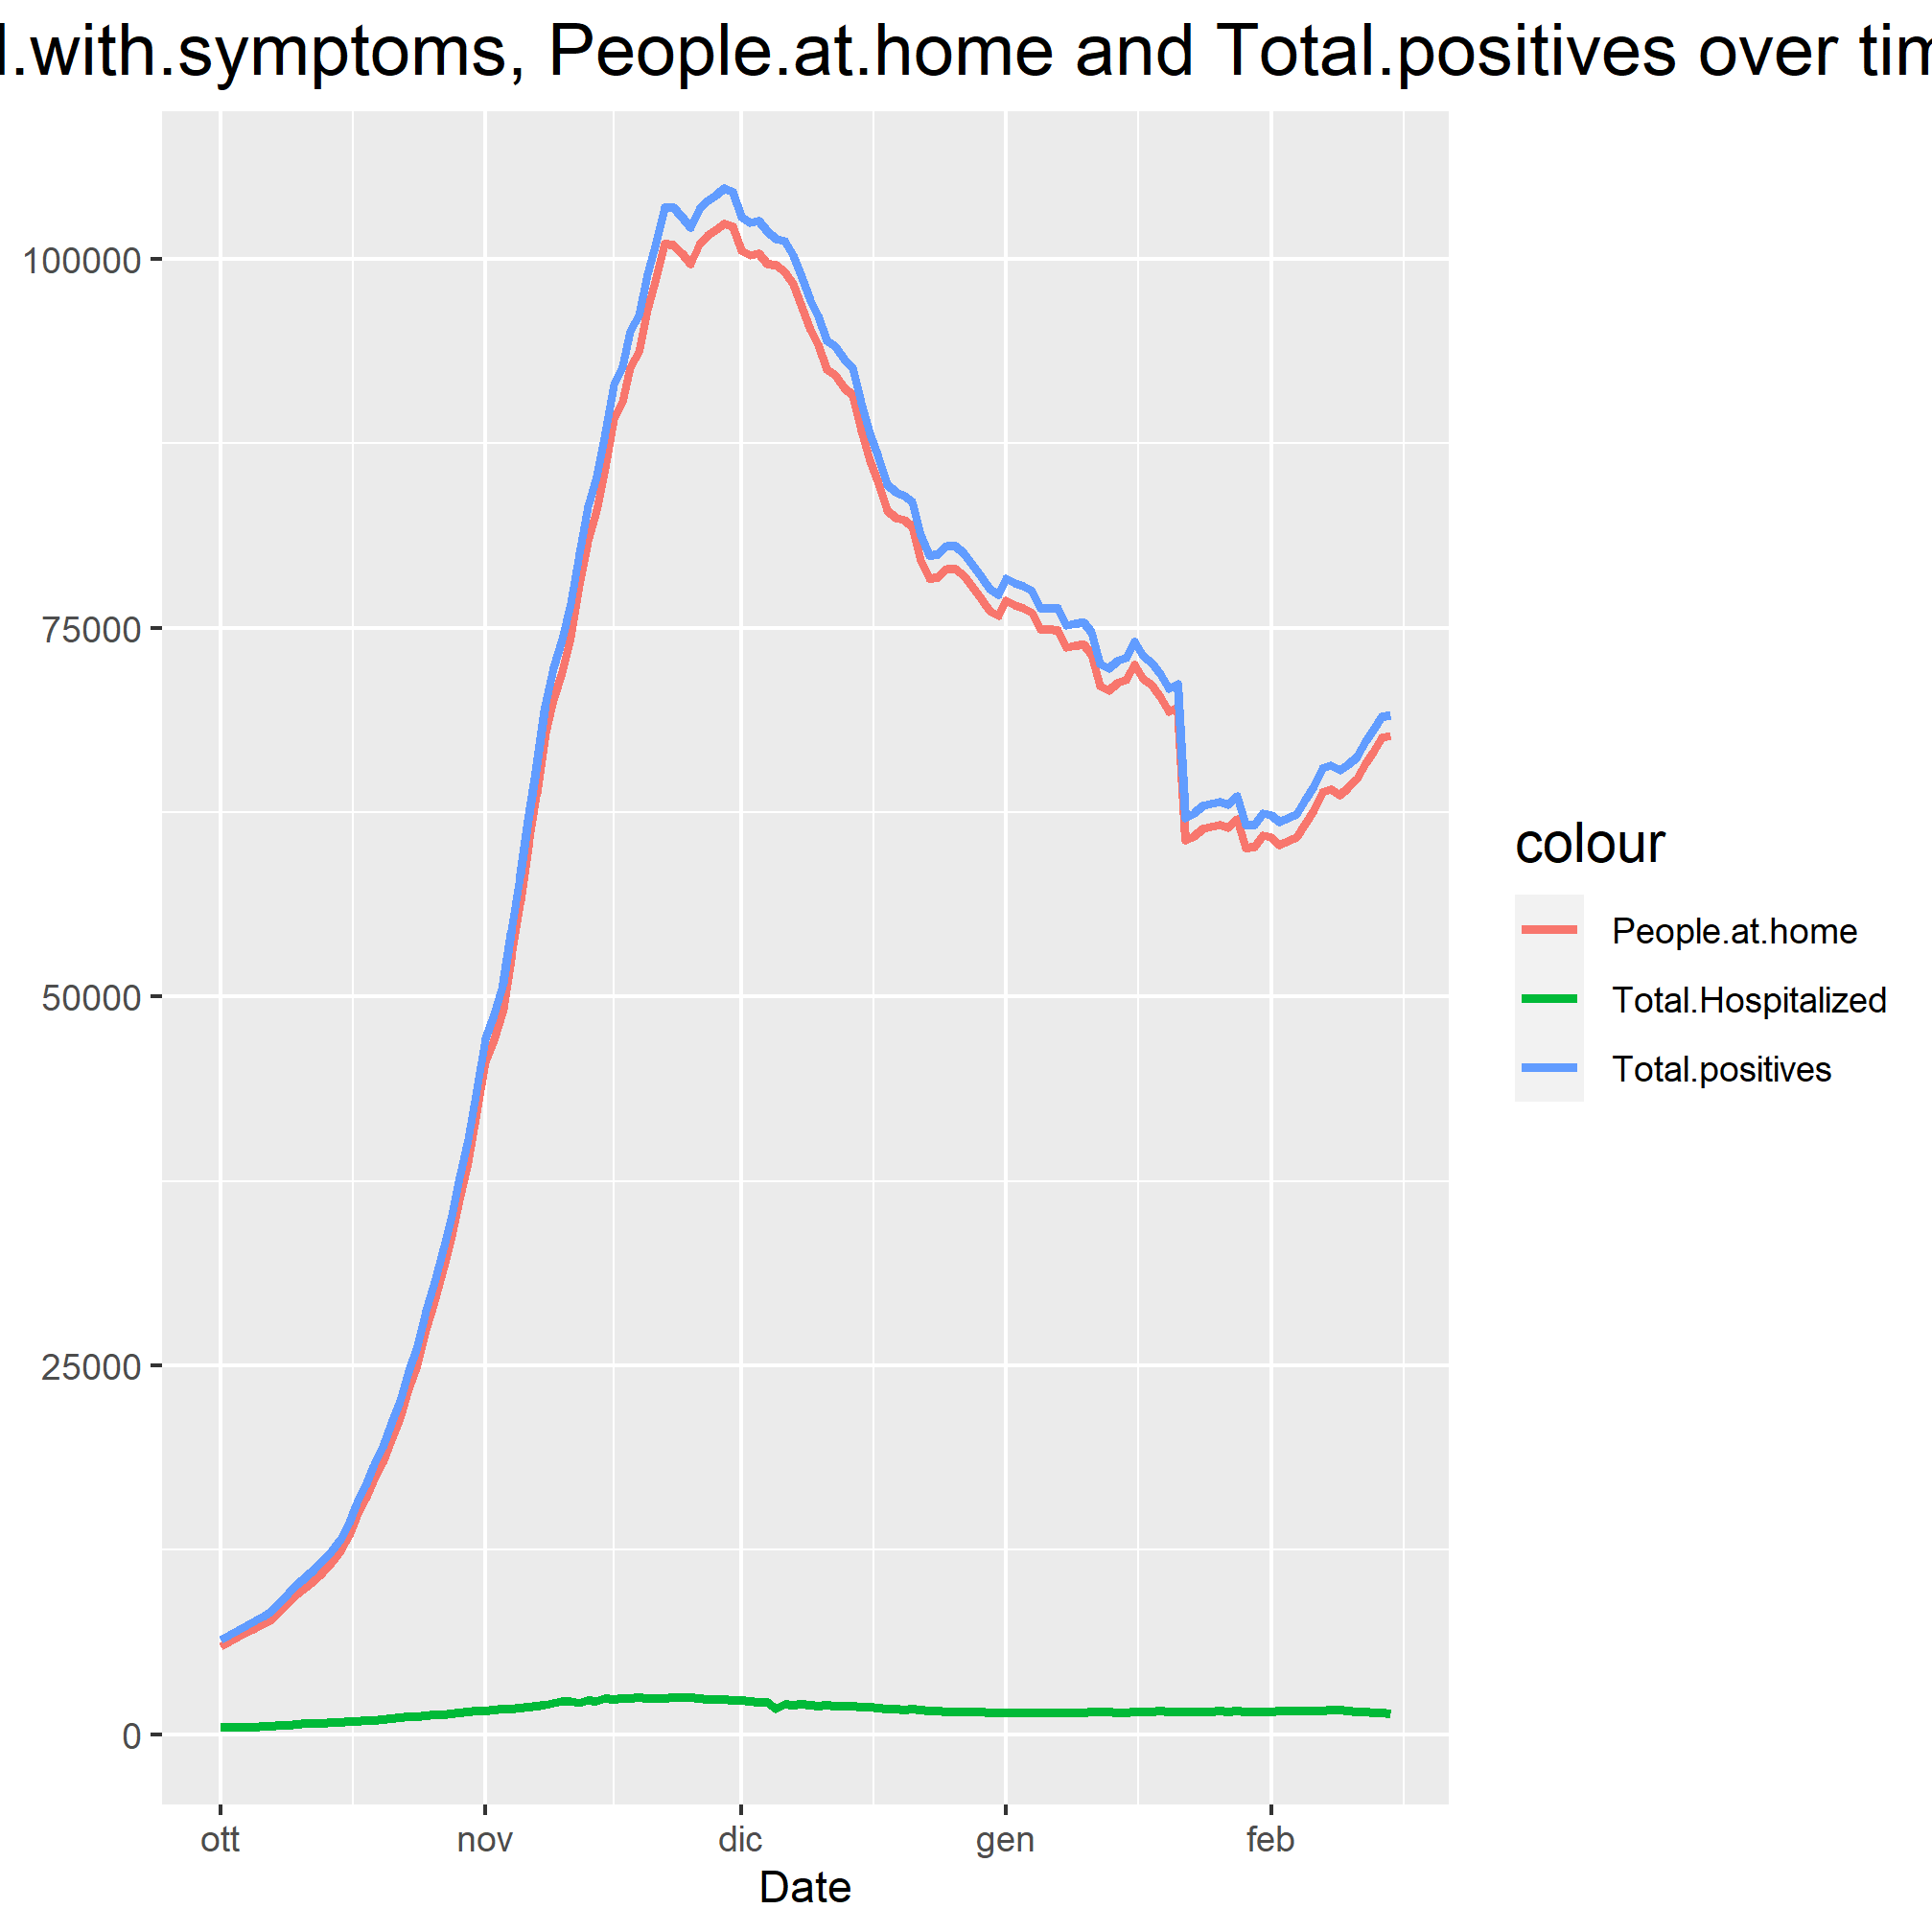 l.with.symptoms, People.at.home and Total.positives over tim
100000
75000
50000
25000
0
ott nov dic gen feb
Date
colour
People.at.home
Total.Hospitalized
Total.positives